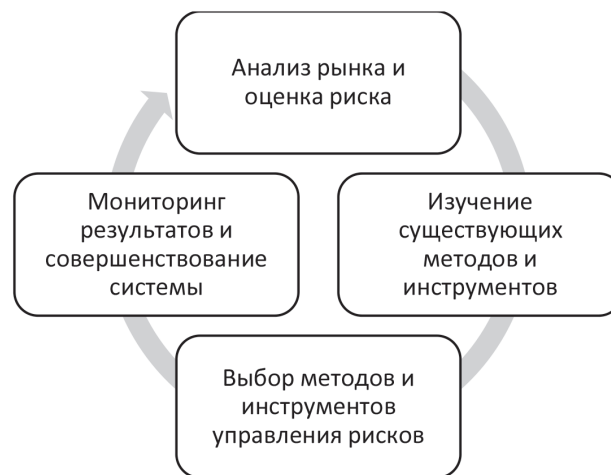 Анализ рынка и
оценка риска
Изучение
существующих
методов и
инструментов
Выбор методов и
инструментов
управления рисков
Мониторинг
результатов и
совершенствование
системы